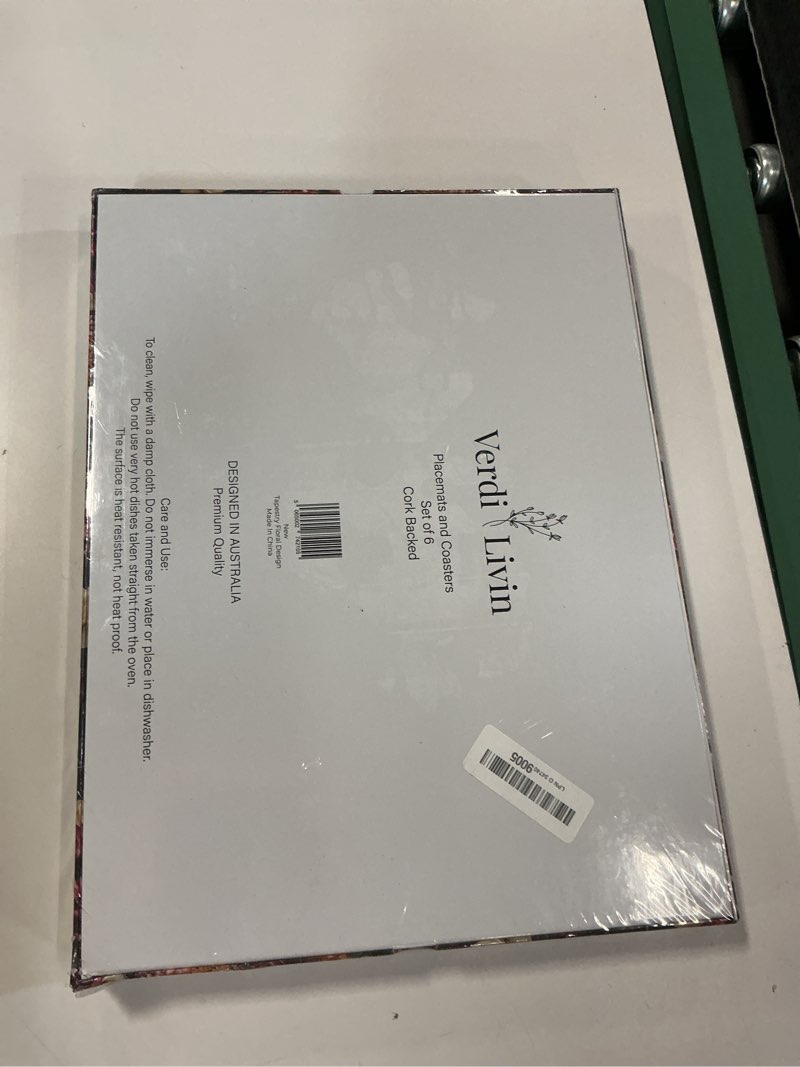 Verdi Livin
Placemats and Coasters
Set of 6
Cork Backed
New
Tapestry Floral Design
Made In China
DESIGNED IN AUSTRALIA
Premium Quality
Care and Use:
To clean, wipe with a damp cloth. Do not immerse in water or place in dishwasher.
Do not use very hot dishes taken straight from the oven.
The surface is heat resistant, not heat proof.
9005